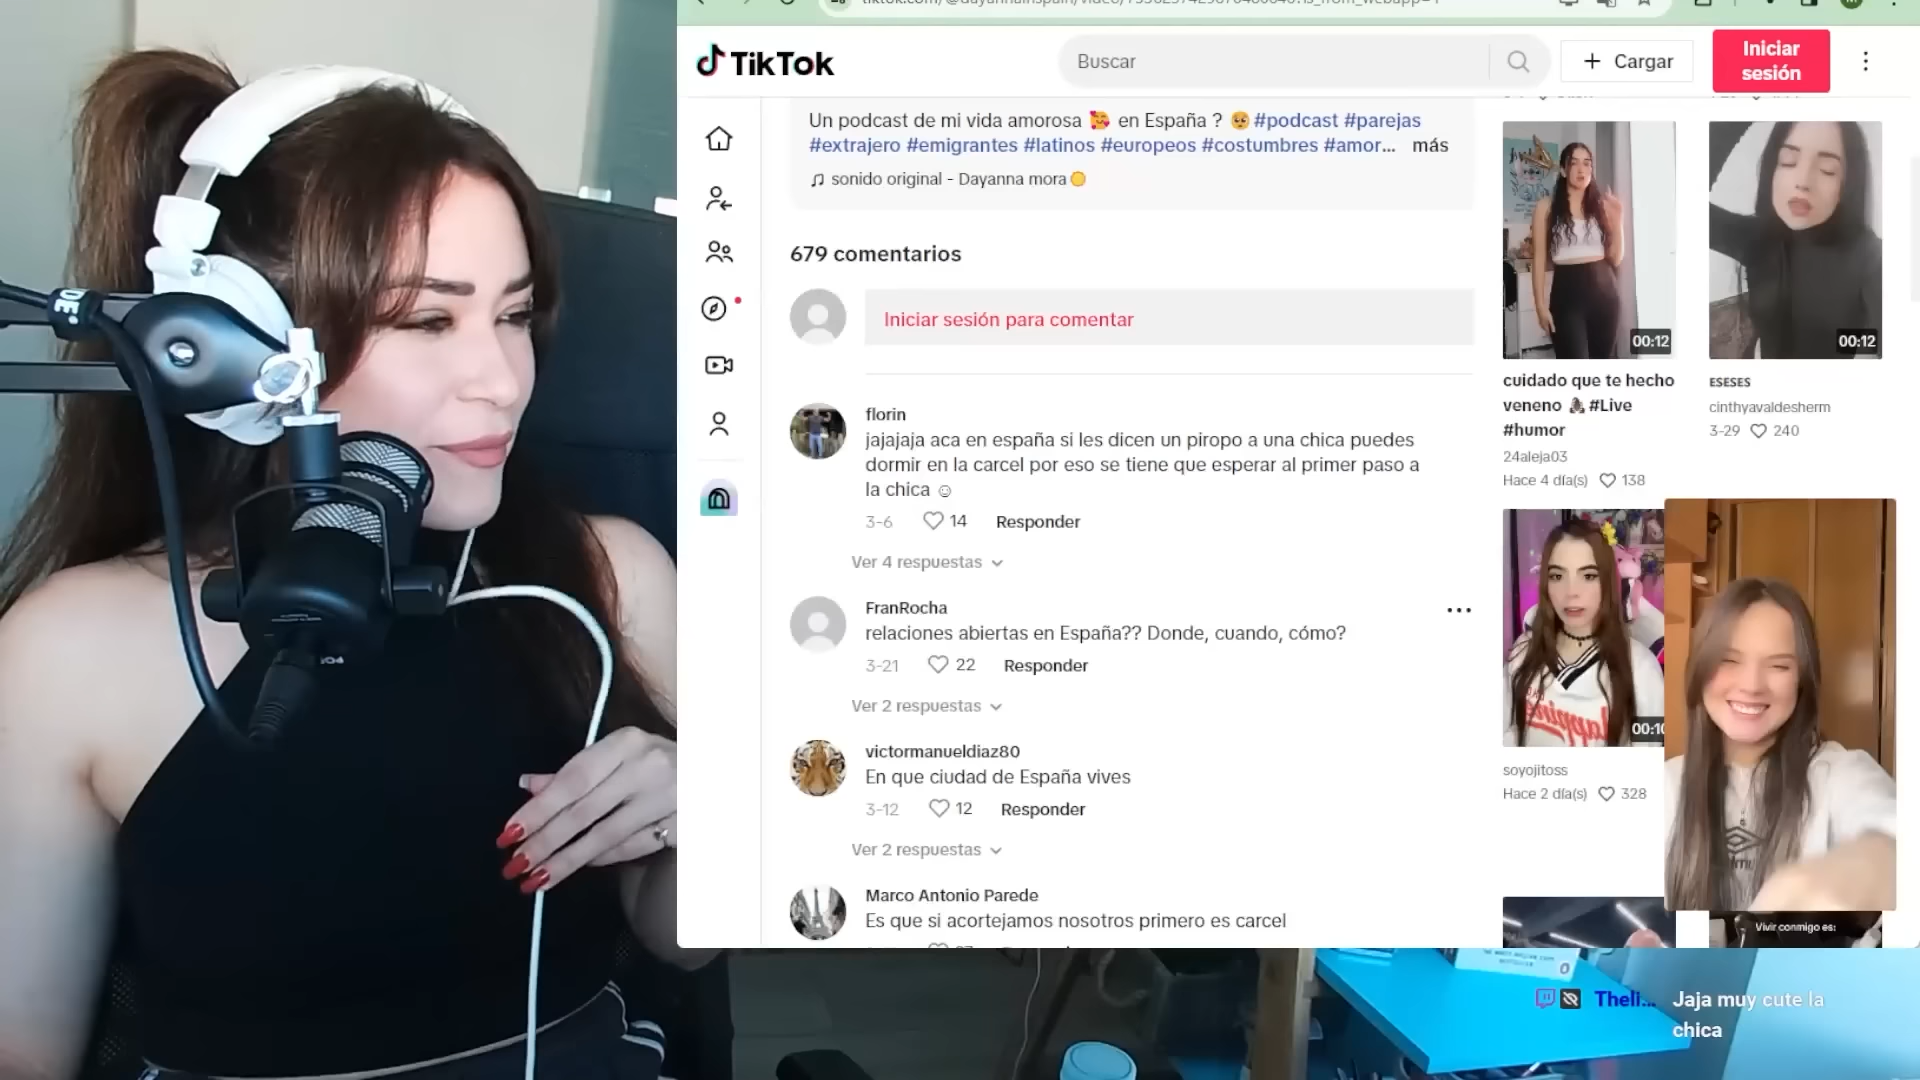 TikTok
Buscar
Cargar
Iniciar
sesión
Un podcast de mi vida amorosa 🥰 en España ? 🥺 #podcast #parejas
#extrajero #emigrantes #latinos #europeos #costumbres #amor... más
sonido original - Dayanna mora
679 comentarios
Iniciar sesión para comentar
florin
jajajaja aca en españa si les dicen un piropo a una chica puedes
dormir en la carcel por eso se tiene que esperar al primer paso a
la chica ☺
3-6 14 Responder
Ver 4 respuestas
FranRocha
relaciones abiertas en España?? Donde, cuando, cómo?
3-21 22 Responder
Ver 2 respuestas
victormanueldiaz80
En que ciudad de España vives
3-12 12 Responder
Ver 2 respuestas
Marco Antonio Parede
Es que si acortejamos nosotros primero es carcel
00:12
cuidado que te hecho
veneno #Live
#humor
24aleja03
Hace 4 día(s) 138
00:12
ESESES
cinthyavaldesherm
3-29 240
soyojitoss
Hace 2 día(s) 328
Vivir conmigo es:
Theli... Jaja muy cute la
chica